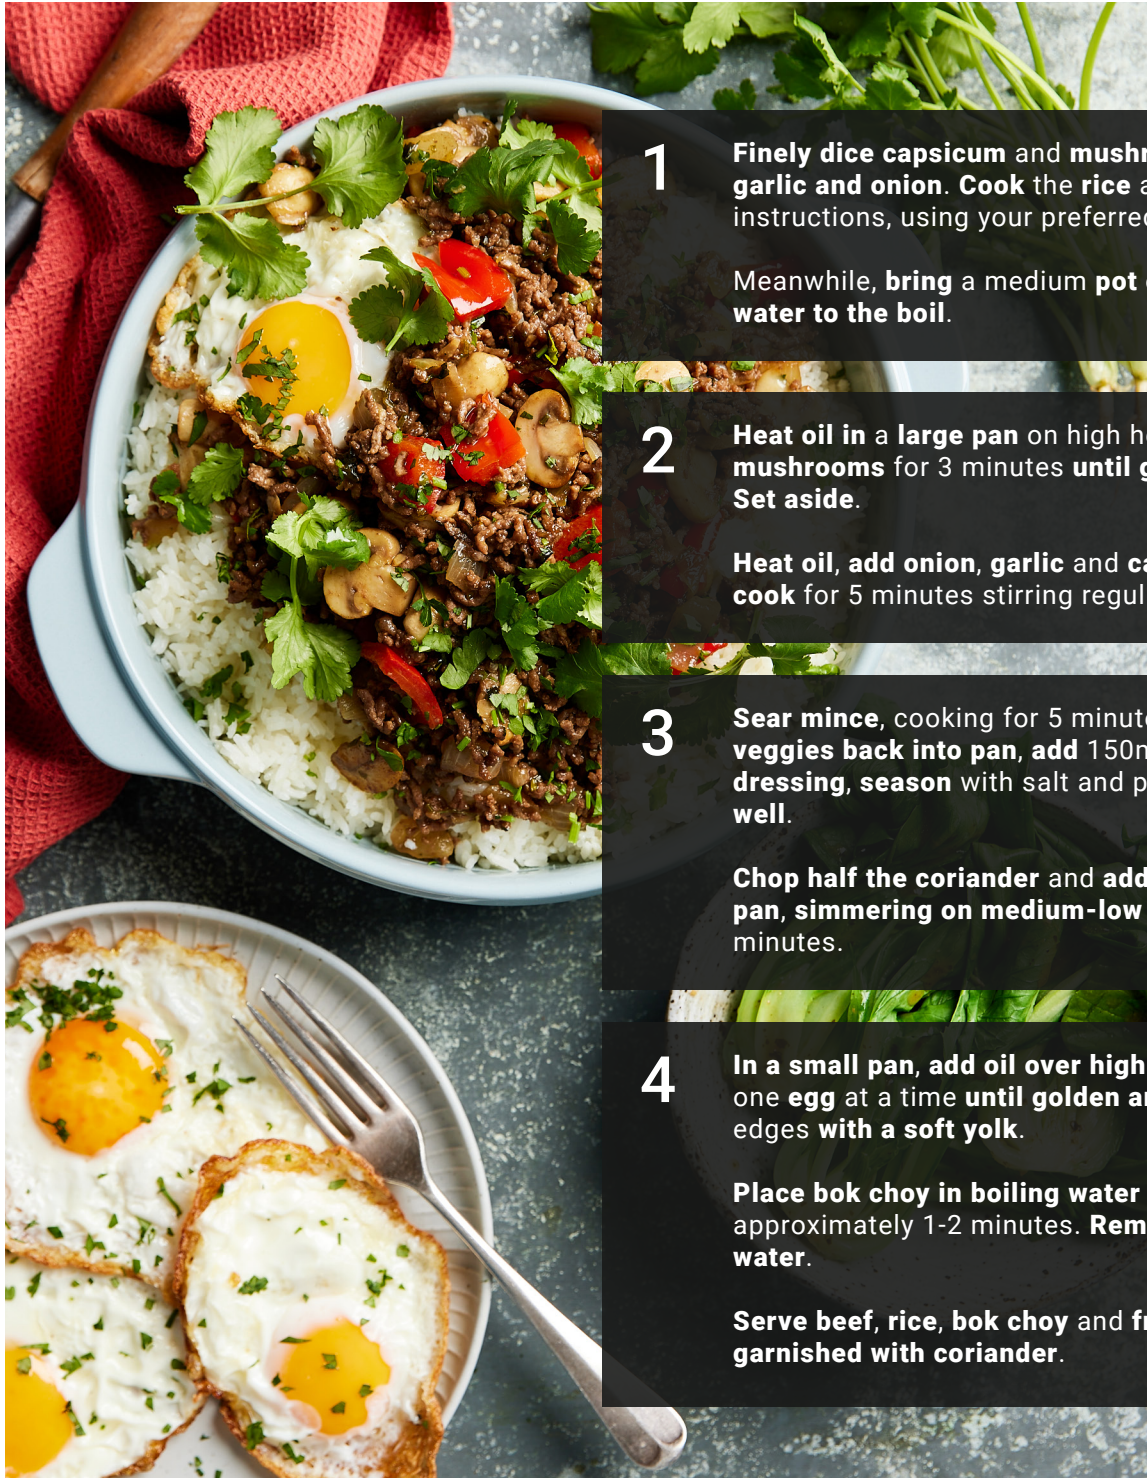 1
Finely dice capsicum and
garlic and onion. Cook the rice
instructions, using your
Meanwhile, bring a medium pot
water to the boil.
2
Heat oil in a large pan on high
mushrooms for 3 minutes until
Set aside.
Heat oil, add onion, garlic and
cook for 5 minutes stirring
3
Sear mince, cooking for 5
veggies back into pan, add
dressing, season with salt and
well.
Chop half the coriander and add
pan, simmering on medium-low
minutes.
4
In a small pan, add oil over high
one egg at a time until golden
edges with a soft yolk.
Place bok choy in boiling water
approximately 1-2 minutes.
water.
Serve beef, rice, bok choy and
garnished with coriander.